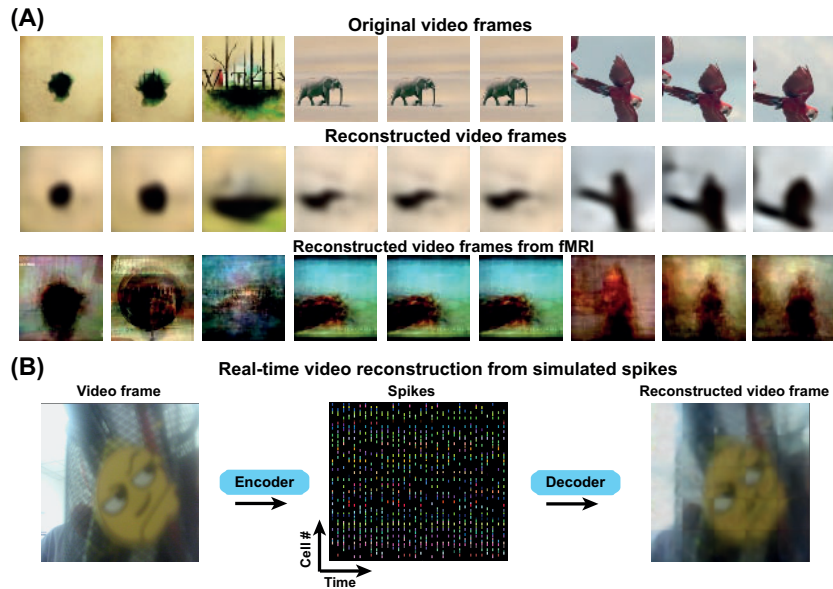 (A)
Original video frames
WITHIN
Reconstructed video frames
Reconstructed video frames from fMRI
(B)
Real-time video reconstruction from simulated spikes
Video frame
Spikes
Reconstructed video frame
Encoder
Decoder
Cell #
Time